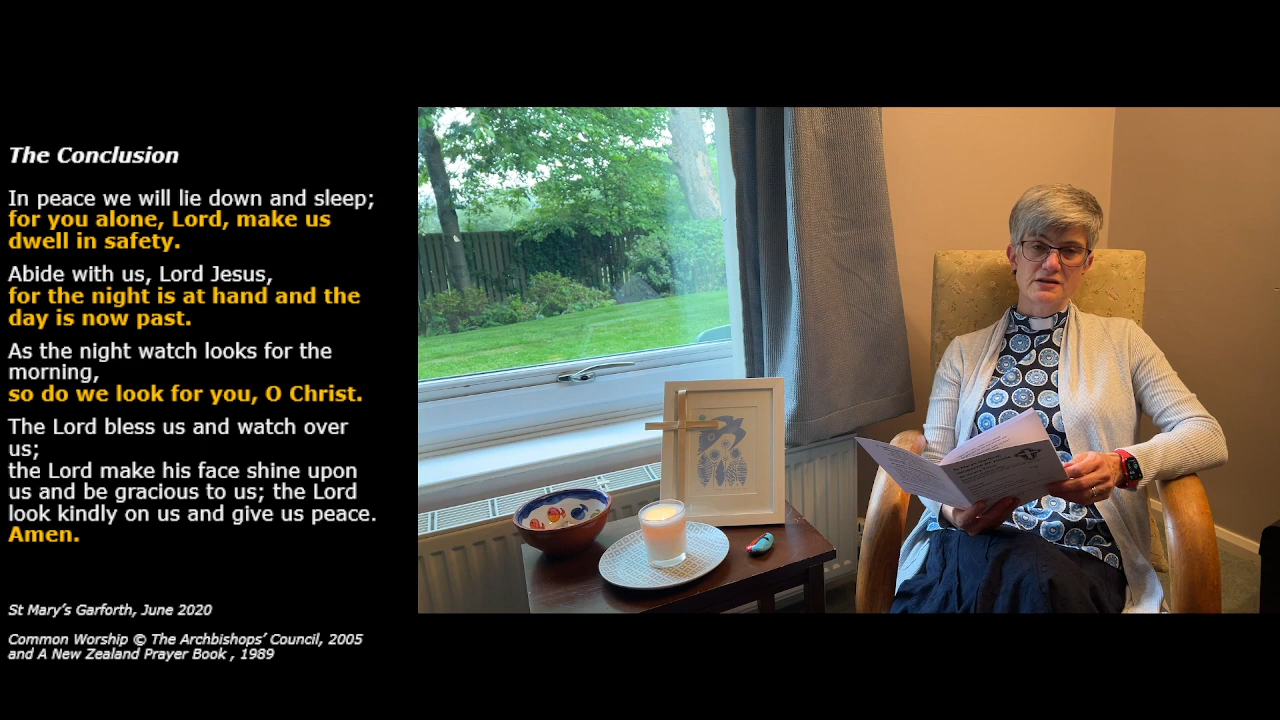 The Conclusion
In peace we will lie down and sleep;
for you alone, Lord, make us
dwell in safety.
Abide with us, Lord Jesus,
for the night is at hand and the
day is now past.
As the night watch looks for the
morning,
so do we look for you, O Christ.
The Lord bless us and watch over
us;
the Lord make his face shine upon
us and be gracious to us; the Lord
look kindly on us and give us peace.
Amen.
St Mary’s Garforth, June 2020
Common Worship © The Archbishops’ Council, 2005
and A New Zealand Prayer Book , 1989